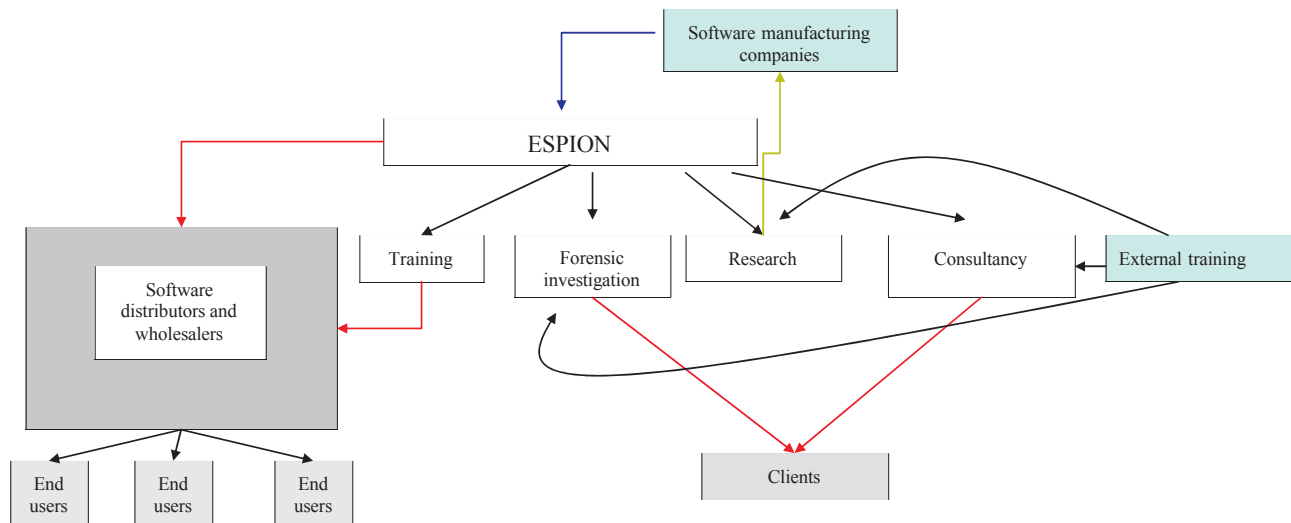 Software manufacturing
companies
ESPION
Training
Forensic
investigation
Research
Consultancy
External training
Software
distributors and
wholesalers
Clients
End
users
End
users
End
users